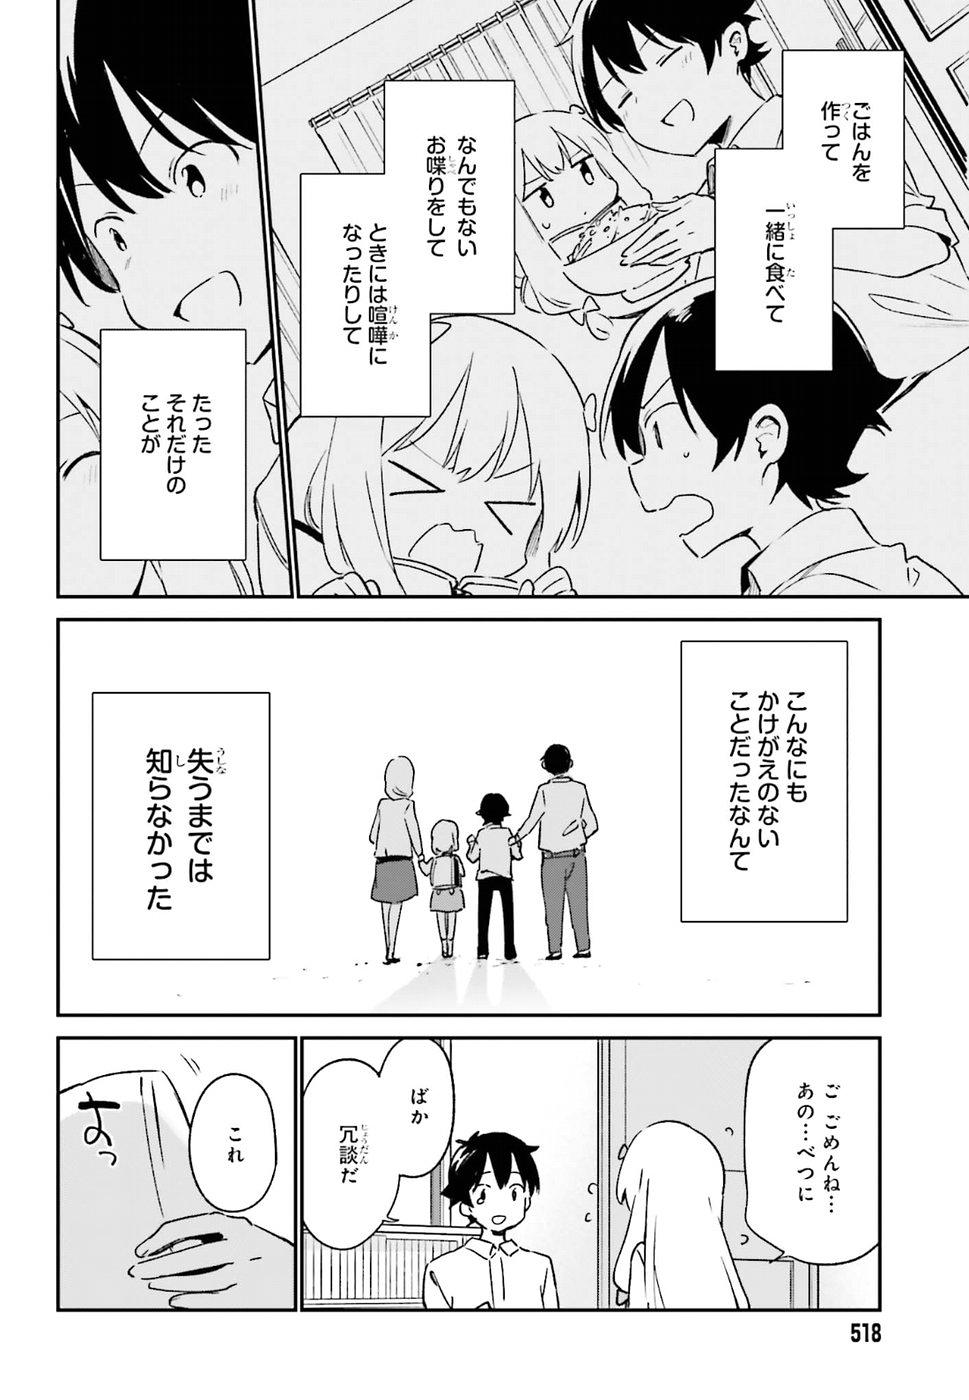 ごはんを
作って
一緒に食べて
なんでもない
お喋りをして
ときには喧嘩に
なったりして
たった
それだけの
ことが
こんなにも
かけがえのない
ことだったなんて
失うまでは
知らなかった
ご ごめんね…
あの…べつに
ばか
冗談だ
これ
すっ
518